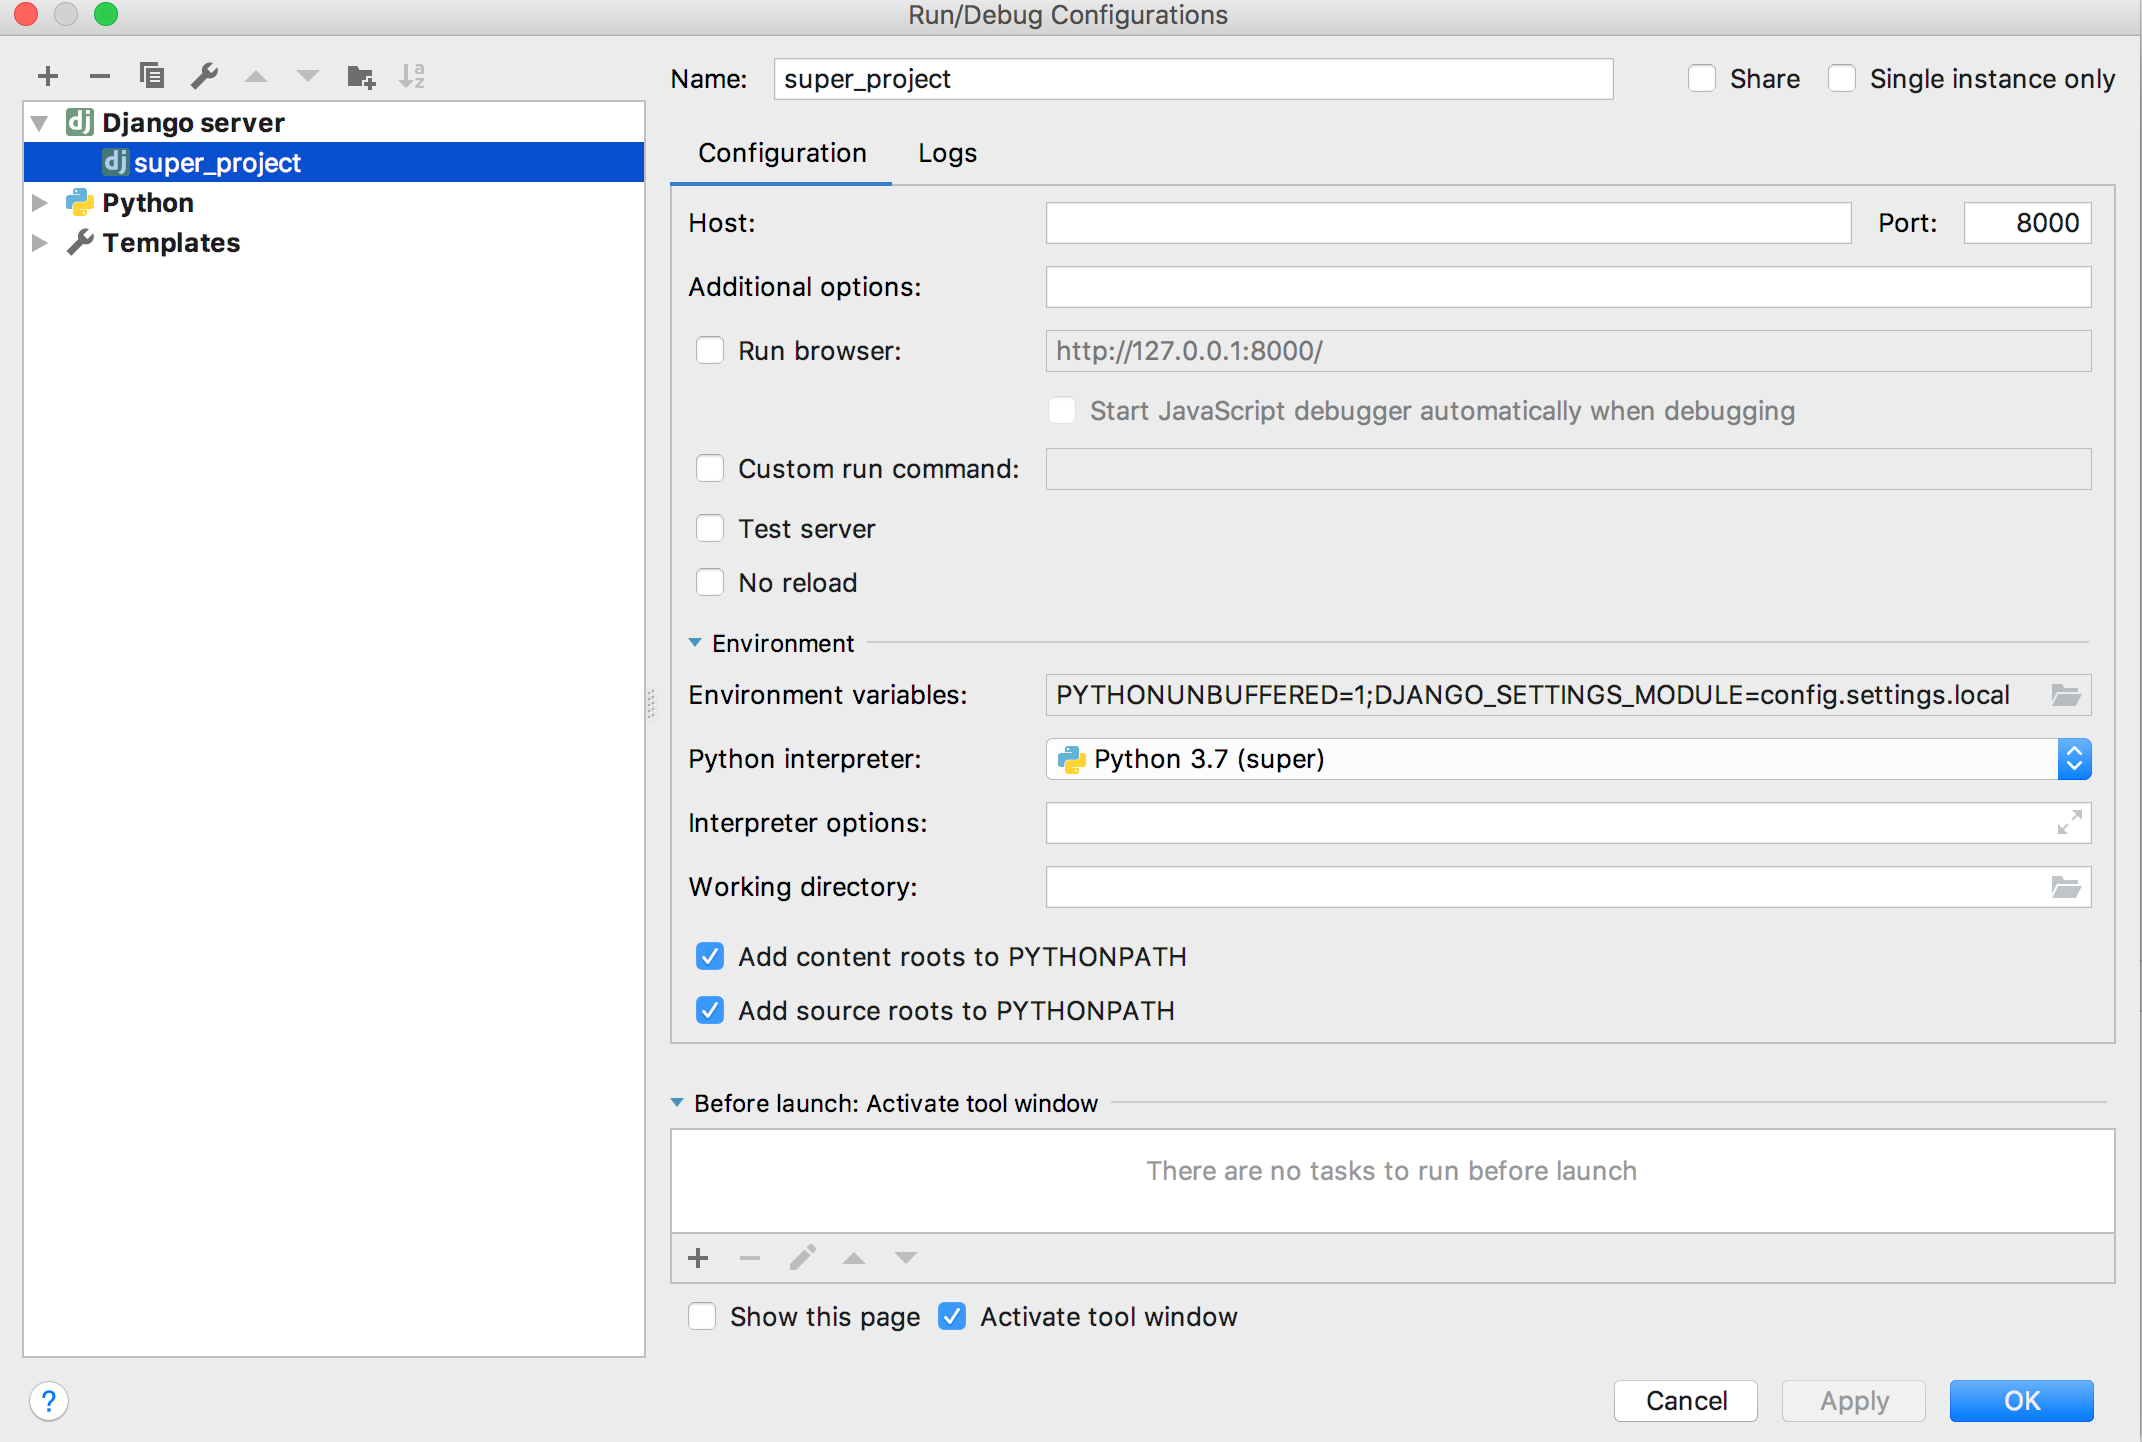 Run/Debug Configurations
Name: super_project Share Single instance only
dj Django server
dj super_project
Python
Templates
Configuration Logs
Host: Port: 8000
Additional options:
Run browser: http://127.0.0.1:8000/
Start JavaScript debugger automatically when debugging
Custom run command:
Test server
No reload
Environment
Environment variables: PYTHONUNBUFFERED=1;DJANGO_SETTINGS_MODULE=config.settings.local
Python interpreter: Python 3.7 (super)
Interpreter options:
Working directory:
Add content roots to PYTHONPATH
Add source roots to PYTHONPATH
Before launch: Activate tool window
There are no tasks to run before launch
Show this page Activate tool window
? Cancel Apply OK